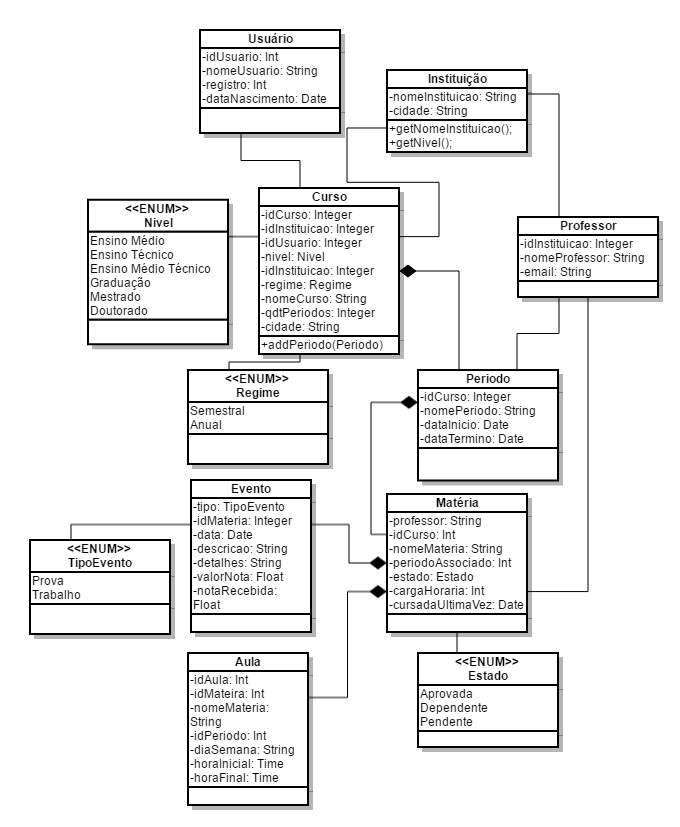 Usuário
-idUsuario: Int
-nomeUsuario: String
-registro: Int
-dataNascimento: Date
Instituição
-nomeInstituicao: String
-cidade: String
+getNomeInstituicao();
+getNivel();
<<ENUM>>
Nivel
Ensino Médio
Ensino Técnico
Ensino Médio Técnico
Graduação
Mestrado
Doutorado
Curso
-idCurso: Integer
-idInstituicao: Integer
-idUsuario: Integer
-nivel: Nivel
-idInstituicao: Integer
-regime: Regime
-nomeCurso: String
-qdtPeriodos: Integer
-cidade: String
+addPeriodo(Periodo)
Professor
-idInstituicao: Integer
-nomeProfessor: String
-email: String
<<ENUM>>
Regime
Semestral
Anual
Periodo
-idCurso: Integer
-nomePeriodo: String
-dataInicio: Date
-dataTermino: Date
Evento
-tipo: TipoEvento
-idMateria: Integer
-data: Date
-descricao: String
-detalhes: String
-valorNota: Float
-notaRecebida:
Float
Matéria
-professor: String
-idCurso: Int
-nomeMateria: String
-periodoAssociado: Int
-estado: Estado
-cargaHoraria: Int
-cursadaUltimaVez: Date
<<ENUM>>
TipoEvento
Prova
Trabalho
Aula
-idAula: Int
-idMateira: Int
-nomeMateria:
String
-idPeriodo: Int
-diaSemana: String
-horaInicial: Time
-horaFinal: Time
<<ENUM>>
Estado
Aprovada
Dependente
Pendente